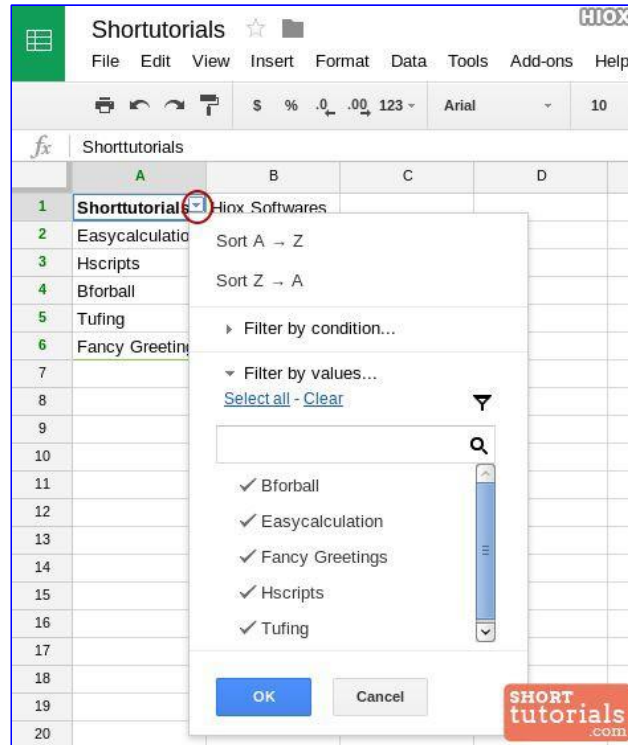 HIOX
Shortutorials
File Edit View Insert Format Data Tools Add-ons Help
$ % .0 .00 123 Arial 10
fx Shorttutorials
A B C D
1 Shorttutorials Hiox Softwares
2 Easycalculatio
3 Hscripts
4 Bforball
5 Tufing
6 Fancy Greeting
7
8
9
10
11
12
13
14
15
16
17
18
19
20
Sort A → Z
Sort Z → A
Filter by condition...
Filter by values...
Select all - Clear
Bforball
Easycalculation
Fancy Greetings
Hscripts
Tufing
OK Cancel
SHORT
tutorials
.com